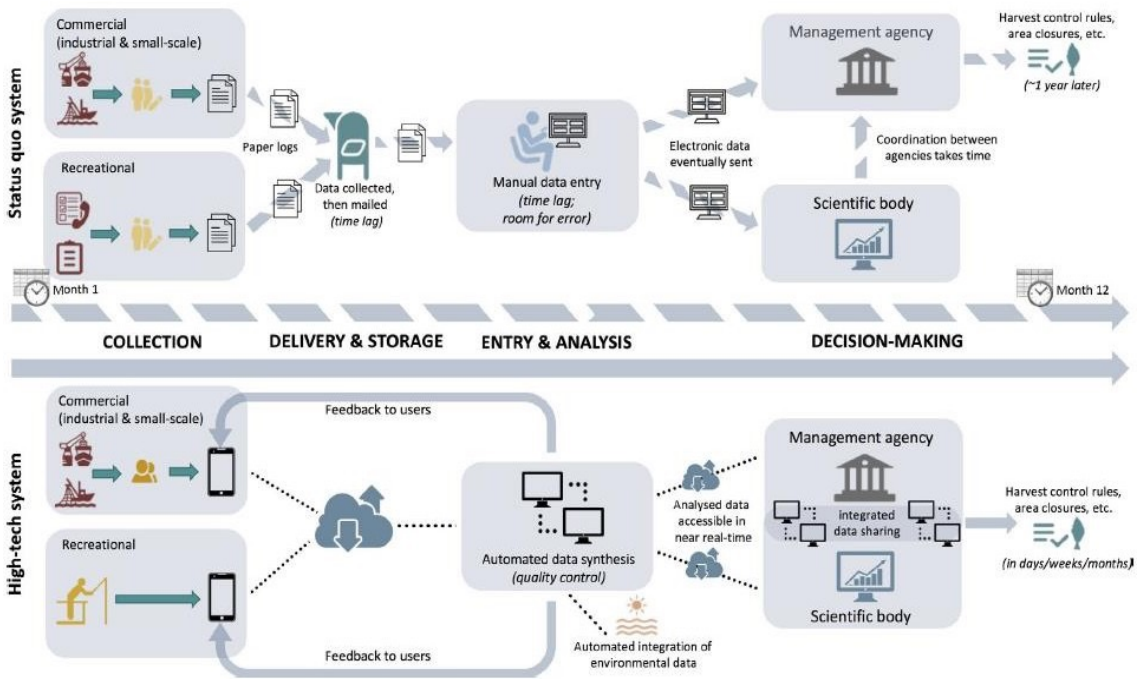 Status quo system
Commercial
(industrial & small-scale)
Recreational
Paper logs
Data collected,
then mailed
(time lag)
Manual data entry
(time lag;
room for error)
Electronic data
eventually sent
Management agency
Coordination between
agencies takes time
Scientific body
Harvest control rules,
area closures, etc.
(~1 year later)
Month 1
Month 12
COLLECTION
DELIVERY & STORAGE
ENTRY & ANALYSIS
DECISION-MAKING
High-tech system
Commercial
(industrial & small-scale)
Recreational
Feedback to users
Automated data synthesis
(quality control)
Feedback to users
Automated integration of
environmental data
Analysed data
accessible in
near real-time
Management agency
integrated
data sharing
Scientific body
Harvest control rules,
area closures, etc.
(in days/weeks/months)